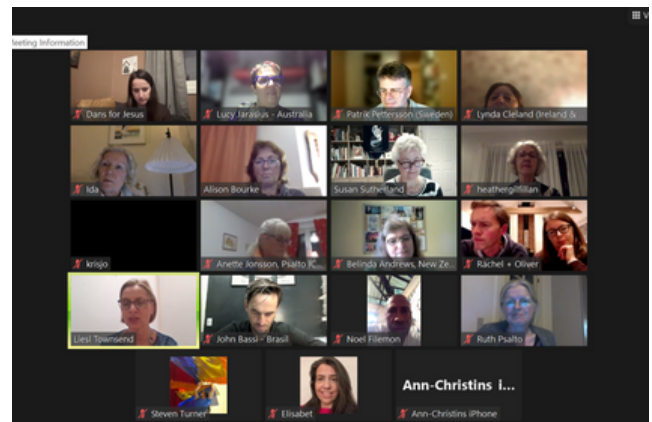 V
Meeting Information
Dans for Jesus
Lucy Jarasius - Australia
Patrik Pettersson (Sweden)
Lynda Cleland (Ireland &
Ida
Alison Bourke
Susan Sutherland
heathergilfillan
krisjo
Anette Jonsson, Psalto IC...
Belinda Andrews, New Ze...
Rachel + Oliver
Liesl Townsend
John Bassi - Brasil
Noel Filemon
Ruth Psalto
Steven Turner
Elisabet
Ann-Christins i...
Ann-Christins iPhone